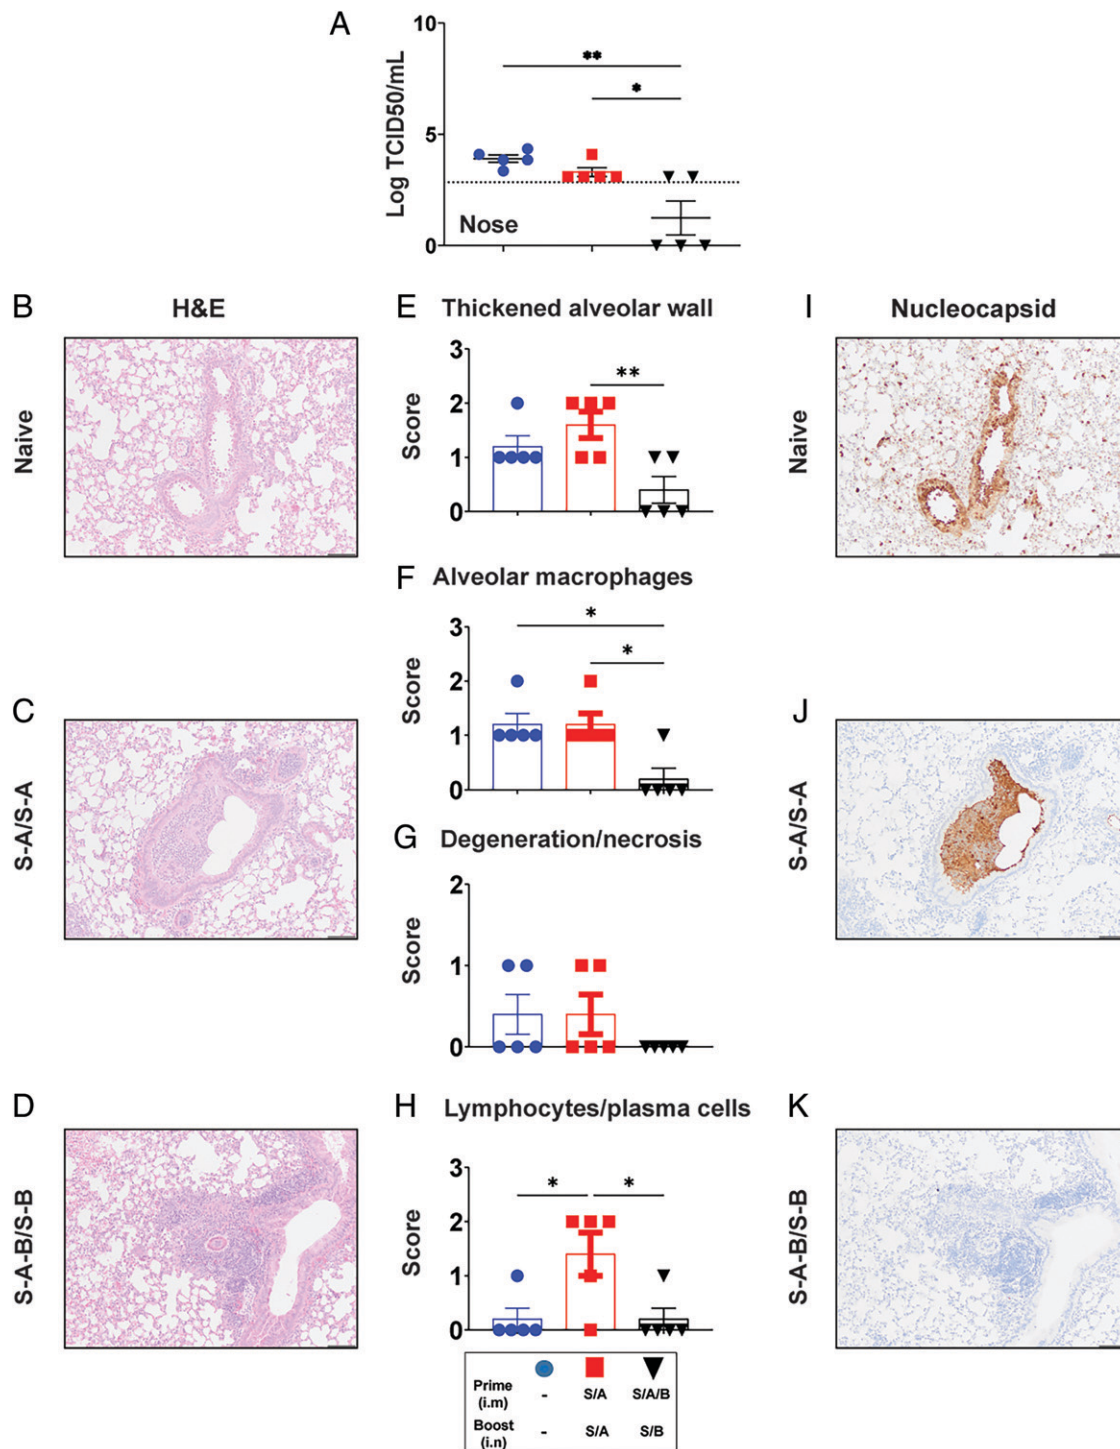 A
10
5
0
Log TCID50/mL
**
*
Nose
B
H&E
Naive
C
S-A/S-A
D
S-A-B/S-B
E Thickened alveolar wall
3
2
1
0
Score
**
F Alveolar macrophages
3
2
1
0
Score
*
*
G Degeneration/necrosis
2
1
0
Score
H Lymphocytes/plasma cells
3
2
1
0
Score
* *
Prime
(i.m)
- S/A S/A/B
Boost
(i.n)
- S/A S/B
I
Nucleocapsid
Naive
J
S-A/S-A
K
S-A-B/S-B